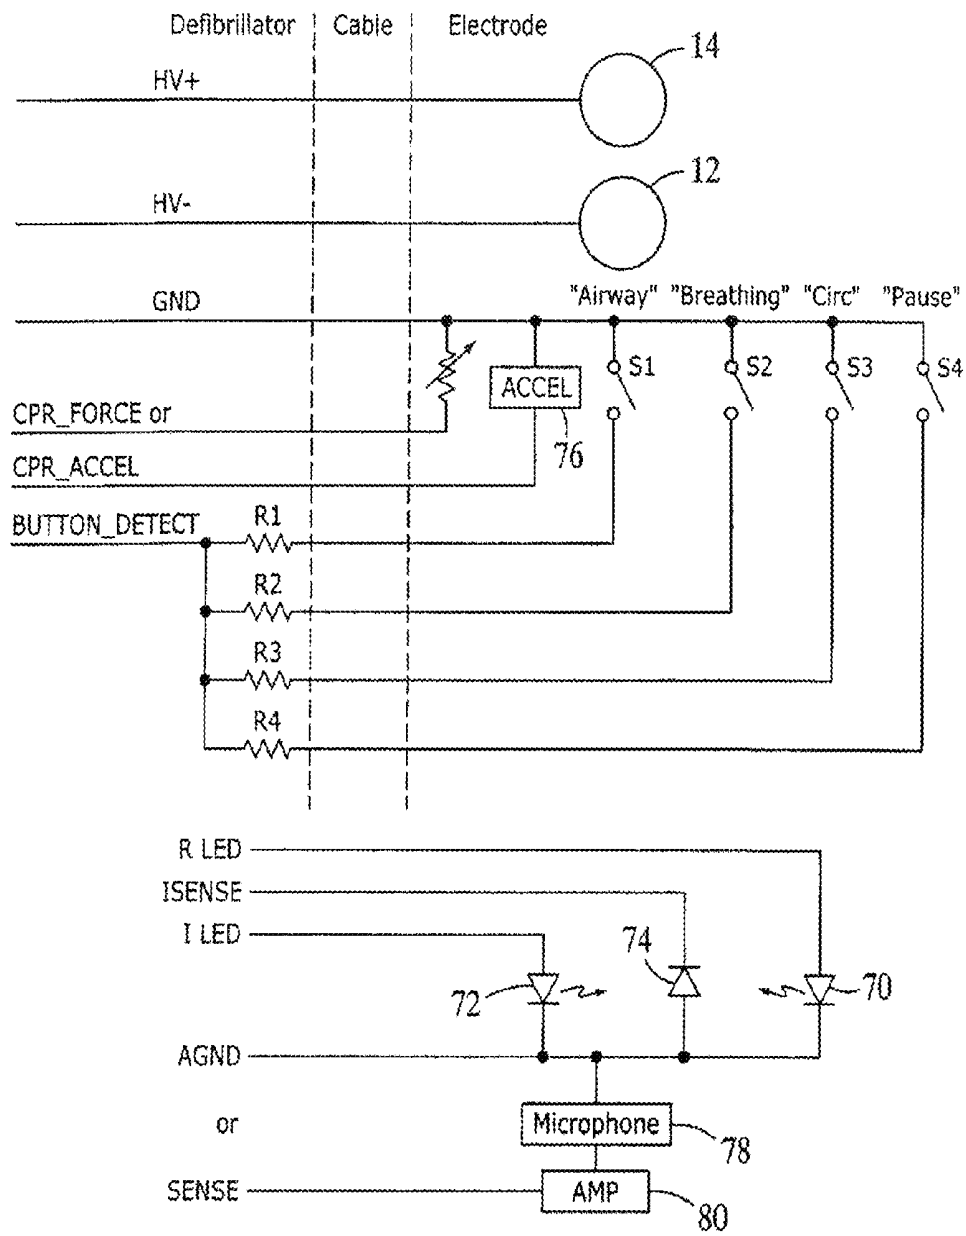 Defibrillator Cable Electrode
14
HV+
12
HV-
GND
"Airway" "Breathing" "Circ" "Pause"
S1 S2 S3 S4
ACCEL
CPR_FORCE or
76
CPR_ACCEL
BUTTON_DETECT
R1
R2
R3
R4
R LED
ISENSE
I LED
74
72
70
AGND
or
Microphone
78
SENSE
AMP
80